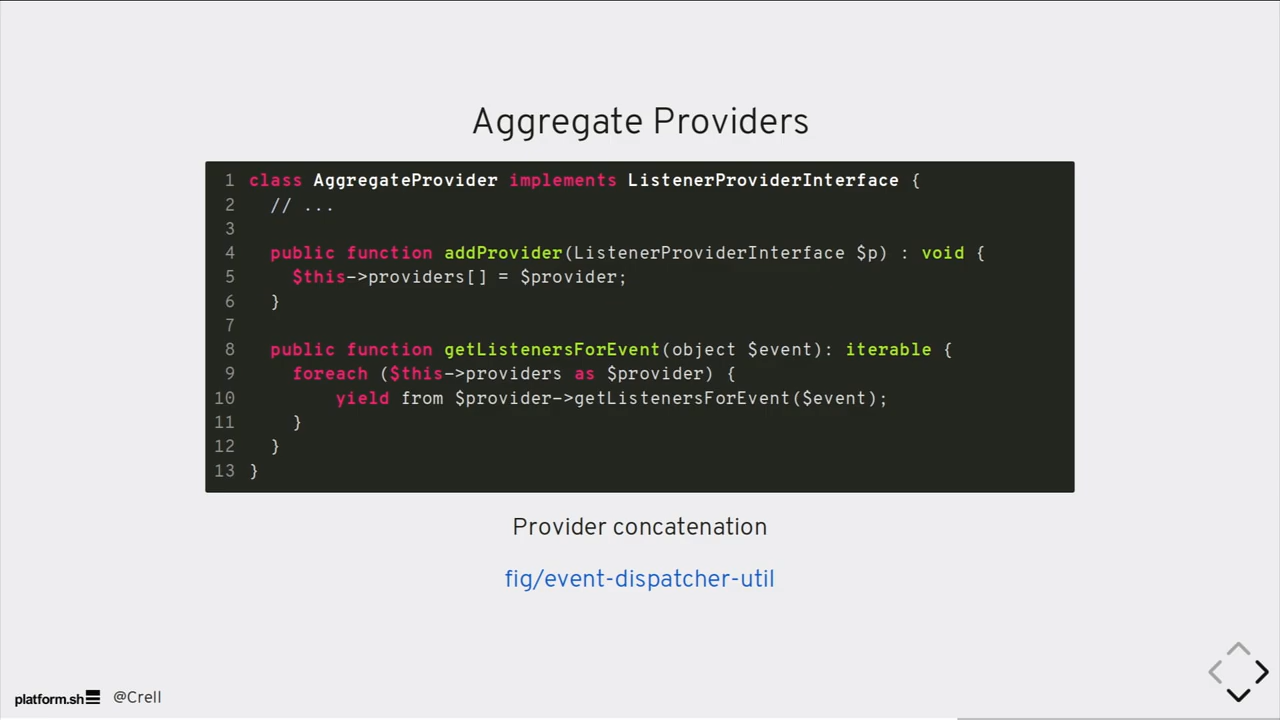 Aggregate Providers
1 class AggregateProvider implements ListenerProviderInterface {
2   // ...
3
4   public function addProvider(ListenerProviderInterface $p) : void {
5     $this->providers[] = $provider;
6   }
7
8   public function getListenersForEvent(object $event): iterable {
9     foreach ($this->providers as $provider) {
10         yield from $provider->getListenersForEvent($event);
11     }
12   }
13 }
Provider concatenation
fig/event-dispatcher-util
platform.sh @Crell